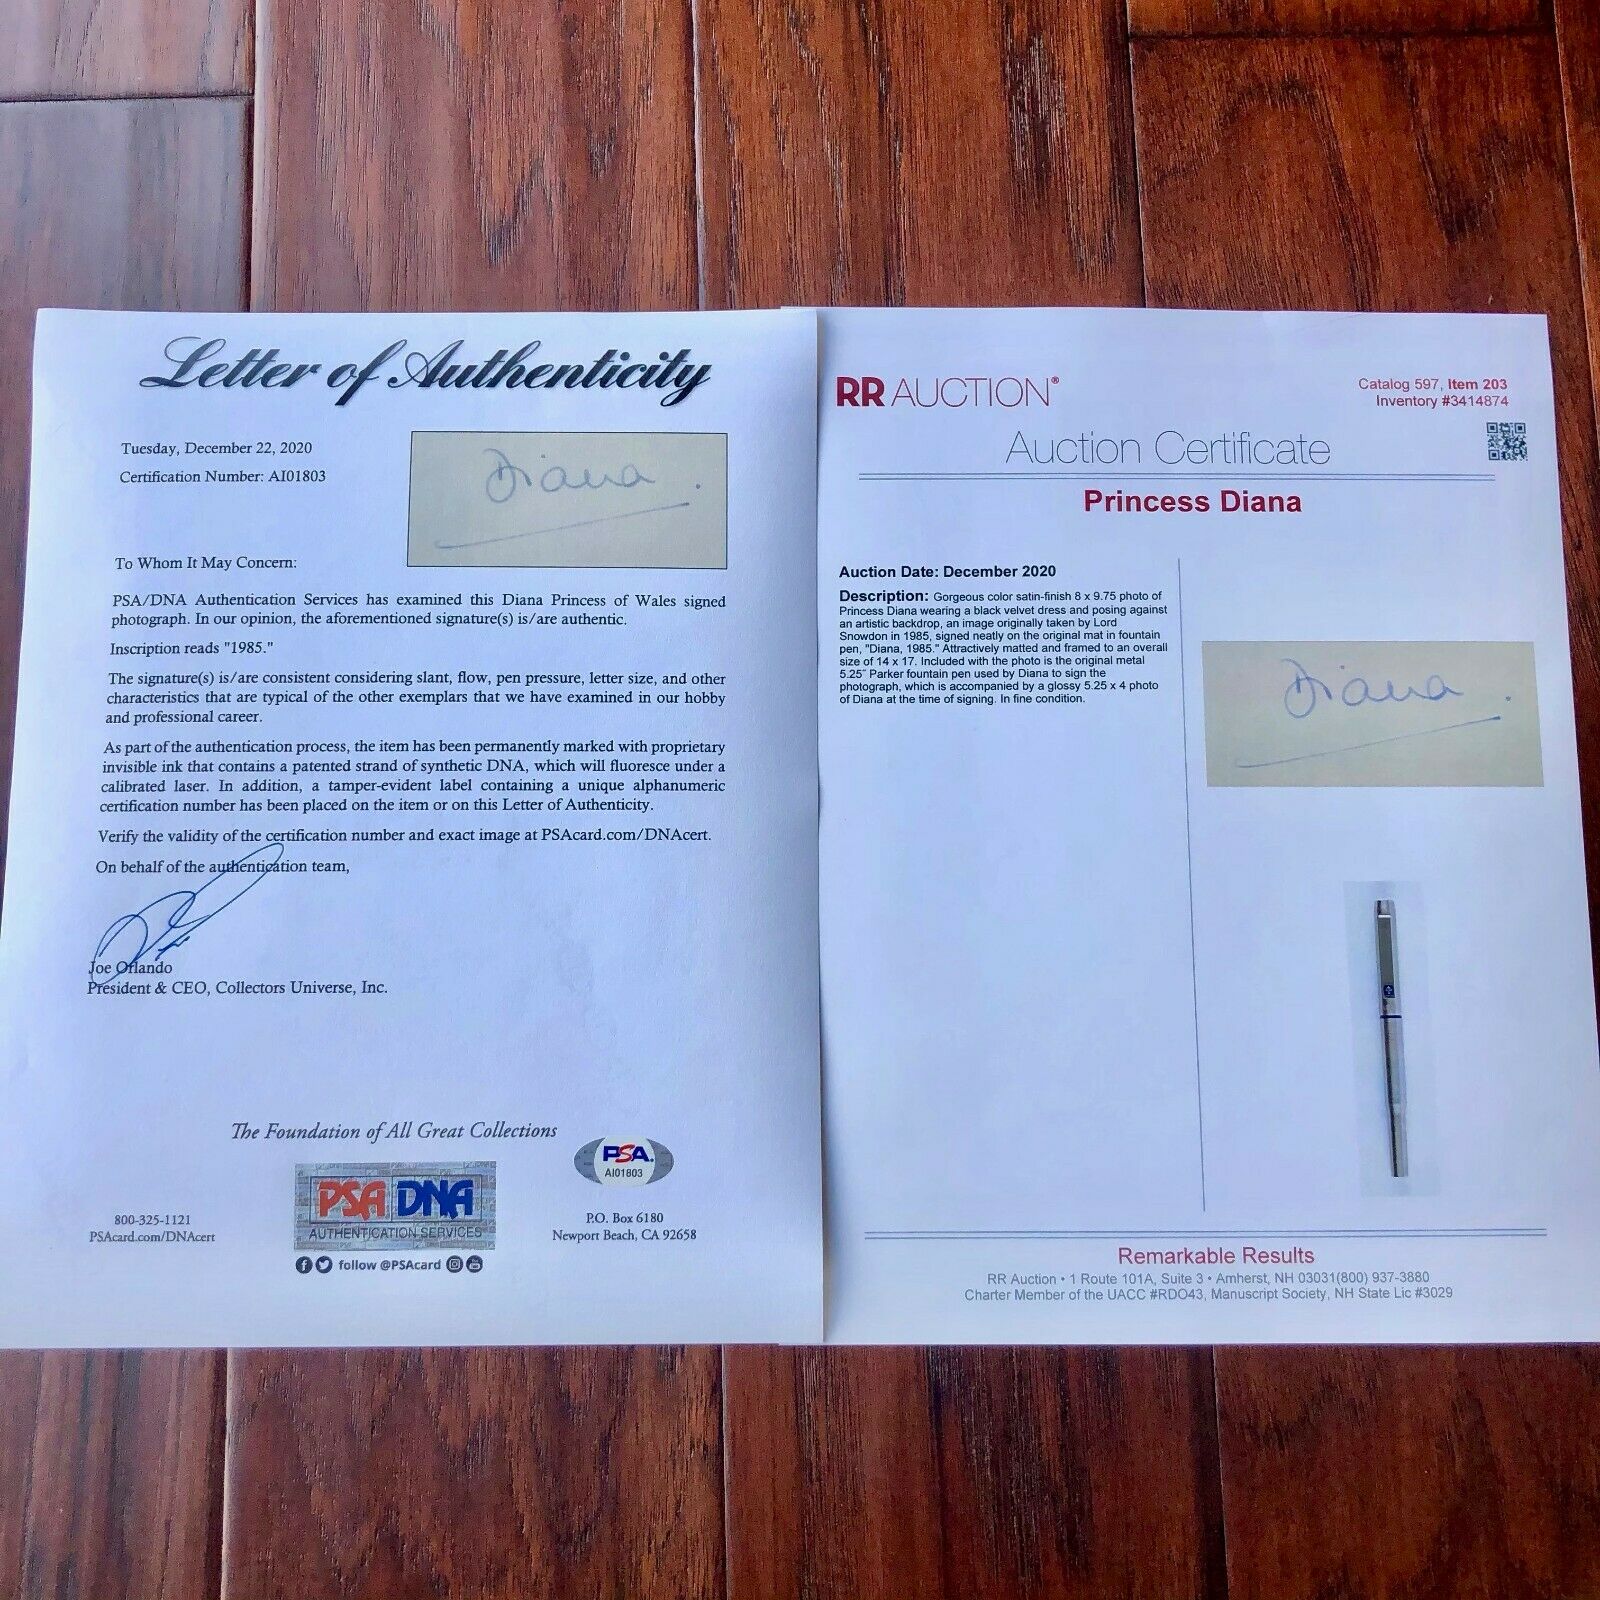 Letter of Authenticity
Tuesday, December 22, 2020
Certification Number: AI01803
Diana
To Whom It May Concern:
PSA/DNA Authentication Services has examined this Diana Princess of Wales signed
photograph. In our opinion, the aforementioned signature(s) is/are authentic.
Inscription reads "1985."
The signature(s) is/are consistent considering slant, flow, pen pressure, letter size, and other
characteristics that are typical of the other exemplars that we have examined in our hobby
and professional career.
As part of the authentication process, the item has been permanently marked with proprietary
invisible ink that contains a patented strand of synthetic DNA, which will fluoresce under a
calibrated laser. In addition, a tamper-evident label containing a unique alphanumeric
certification number has been placed on the item or on this Letter of Authenticity.
Verify the validity of the certification number and exact image at PSAcard.com/DNAcert.
On behalf of the authentication team,
Joe Orlando
President & CEO, Collectors Universe, Inc.
The Foundation of All Great Collections
PSA
AI01803
PSA DNA
AUTHENTICATION SERVICES
800-325-1121
PSAcard.com/DNAcert
P.O. Box 6180
Newport Beach, CA 92658
follow @PSAcard
RR AUCTION®
Catalog 597, Item 203
Inventory #3414874
Auction Certificate
Princess Diana
Auction Date: December 2020
Description: Gorgeous color satin-finish 8 x 9.75 photo of
Princess Diana wearing a black velvet dress and posing against
an artistic backdrop, an image originally taken by Lord
Snowdon in 1985, signed neatly on the original mat in fountain
pen, "Diana, 1985." Attractively matted and framed to an overall
size of 14 x 17. Included with the photo is the original metal
5.25" Parker fountain pen used by Diana to sign the
photograph, which is accompanied by a glossy 5.25 x 4 photo
of Diana at the time of signing. In fine condition.
Diana
Remarkable Results
RR Auction • 1 Route 101A, Suite 3 • Amherst, NH 03031(800) 937-3880
Charter Member of the UACC #RDO43, Manuscript Society, NH State Lic #3029